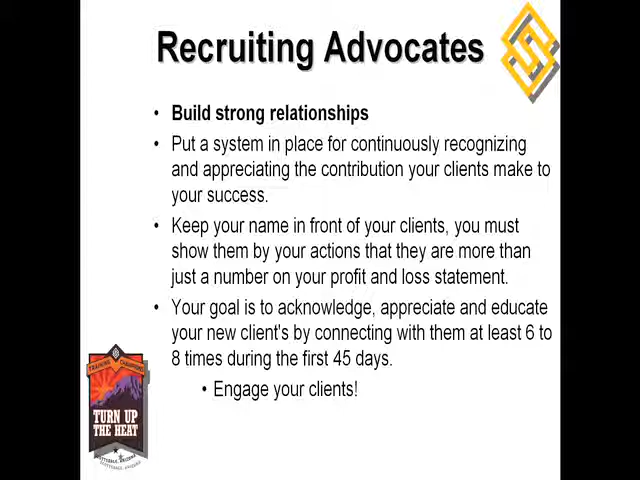 Recruiting Advocates
• Build strong relationships
• Put a system in place for continuously recognizing
and appreciating the contribution your clients make to
your success.
• Keep your name in front of your clients, you must
show them by your actions that they are more than
just a number on your profit and loss statement.
• Your goal is to acknowledge, appreciate and educate
your new client's by connecting with them at least 6 to
8 times during the first 45 days.
• Engage your clients!
TRAINING CHAMPIONS
TURN UP
THE HEAT
SCOTTSDALE, ARIZONA